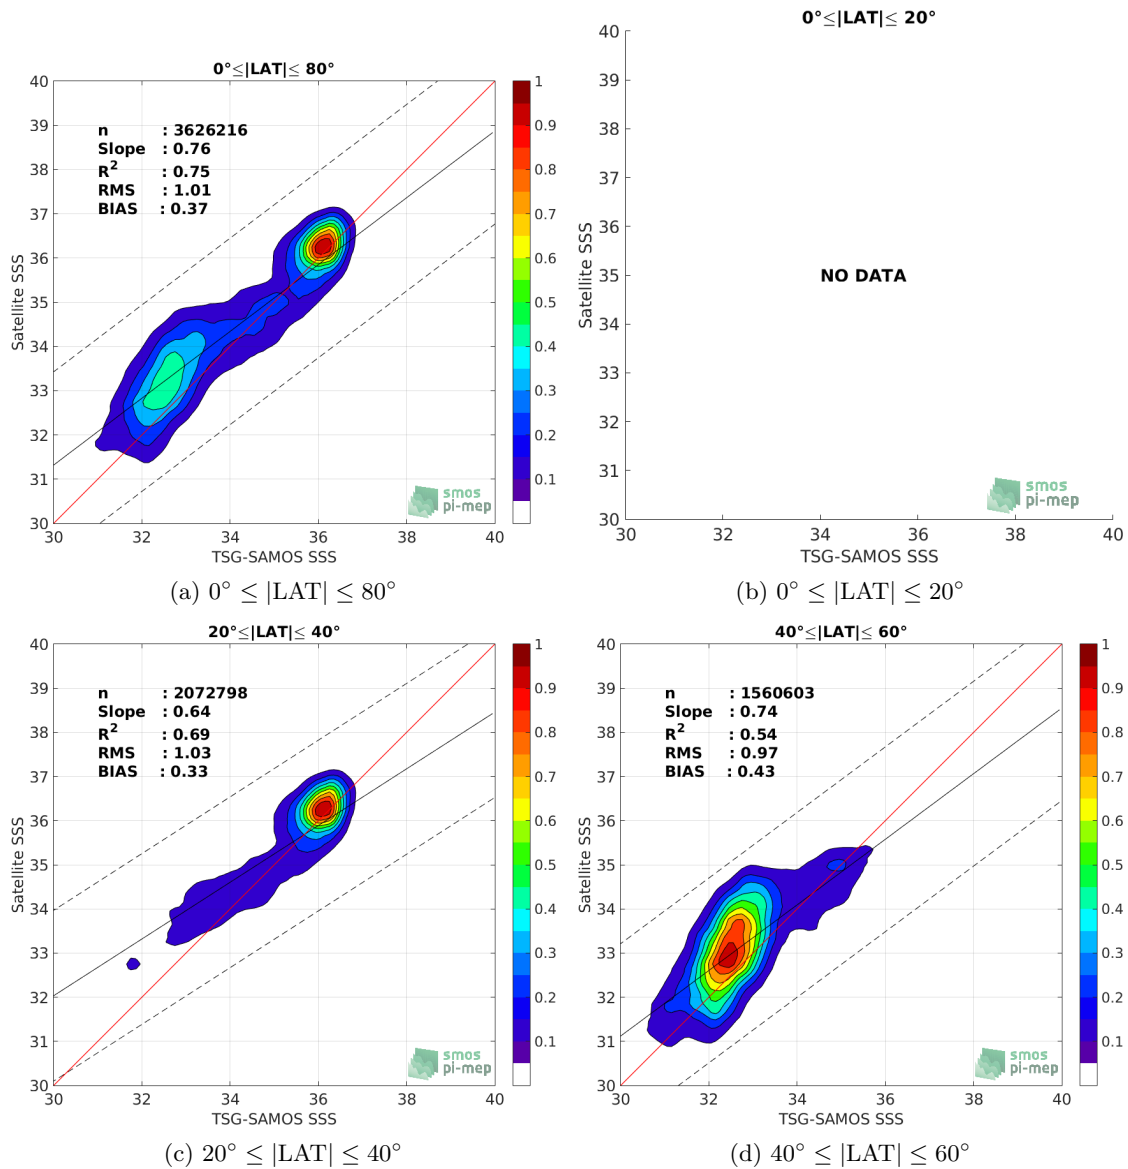 0°≤|LAT|≤ 80°
40
39
38
37
36
35
34
33
32
31
30
n : 3626216
Slope : 0.76
R² : 0.75
RMS : 1.01
BIAS : 0.37
Satellite SSS
smos
pi-mep
30 32 34 36 38 40
TSG-SAMOS SSS
1
0.9
0.8
0.7
0.6
0.5
0.4
0.3
0.2
0.1
(a) 0° ≤ |LAT| ≤ 80°
0°≤|LAT|≤ 20°
40
39
38
37
36
35
34
33
32
31
30
Satellite SSS
NO DATA
smos
pi-mep
30 32 34 36 38 40
TSG-SAMOS SSS
(b) 0° ≤ |LAT| ≤ 20°
20°≤|LAT|≤ 40°
40
39
38
37
36
35
34
33
32
31
30
n : 2072798
Slope : 0.64
R² : 0.69
RMS : 1.03
BIAS : 0.33
Satellite SSS
smos
pi-mep
30 32 34 36 38 40
TSG-SAMOS SSS
1
0.9
0.8
0.7
0.6
0.5
0.4
0.3
0.2
0.1
(c) 20° ≤ |LAT| ≤ 40°
40°≤|LAT|≤ 60°
40
39
38
37
36
35
34
33
32
31
30
n : 1560603
Slope : 0.74
R² : 0.54
RMS : 0.97
BIAS : 0.43
Satellite SSS
smos
pi-mep
30 32 34 36 38 40
TSG-SAMOS SSS
1
0.9
0.8
0.7
0.6
0.5
0.4
0.3
0.2
0.1
(d) 40° ≤ |LAT| ≤ 60°